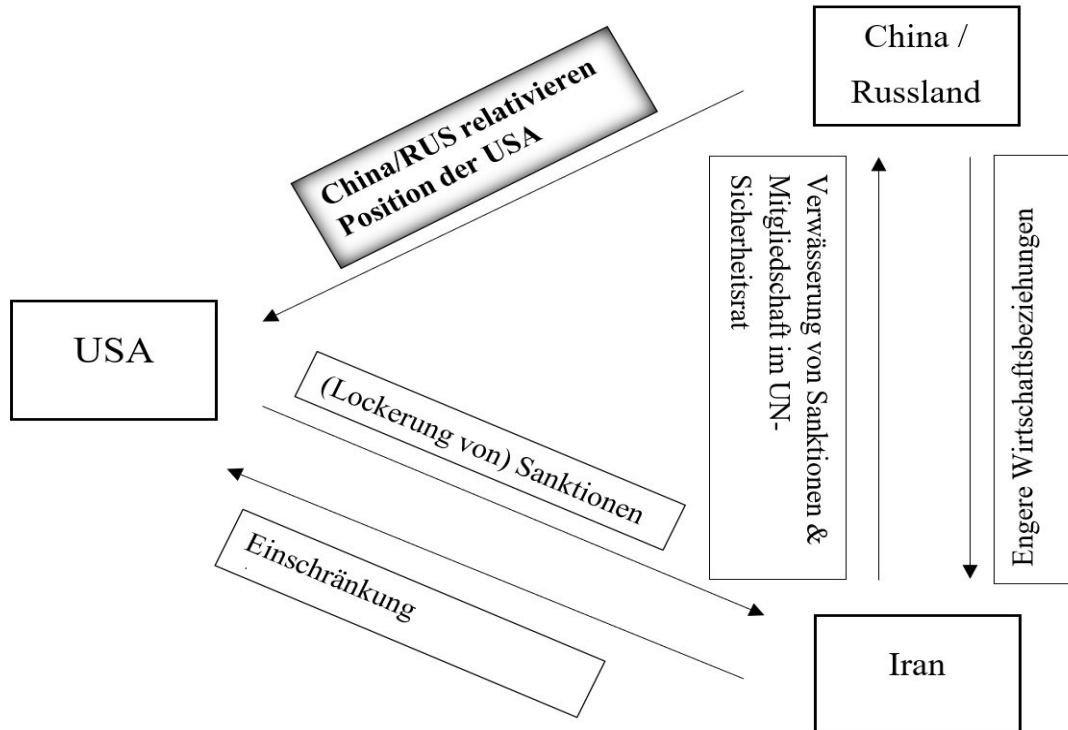 China /
Russland
China/RUS relativieren
Position der USA
USA
(Lockerung von) Sanktionen
Einschränkung
.
Verwässerung von Sanktionen &
Mitgliedschaft im UN-
Sicherheitsrat
Engere Wirtschaftsbeziehungen
Iran